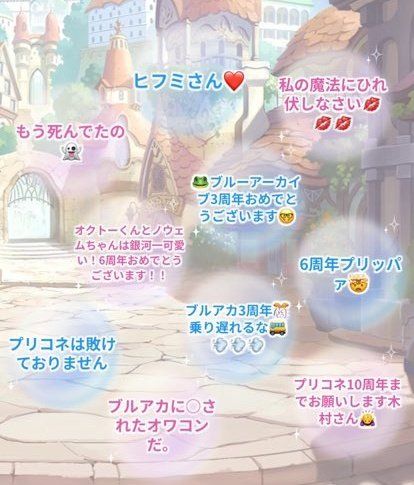 ヒフミさん❤️
私の魔法にひれ
伏しなさい💋
💋💋
もう死んでたの
👻
🐸ブルーアーカイ
ブ3周年おめでと
うございます🤓
オクトーくんとノウェ
ムちゃんは銀河一可愛
い！6周年おめでとう
ございます！！
6周年プリッパ
ァ🤯
ブルアカ3周年👯
乗り遅れるな🚌
💨💨💨
プリコネは敗け
ておりません
プリコネ10周年ま
でお願いします木
村さん🙇‍♀️
ブルアカに○さ
れたオワコン
だ。